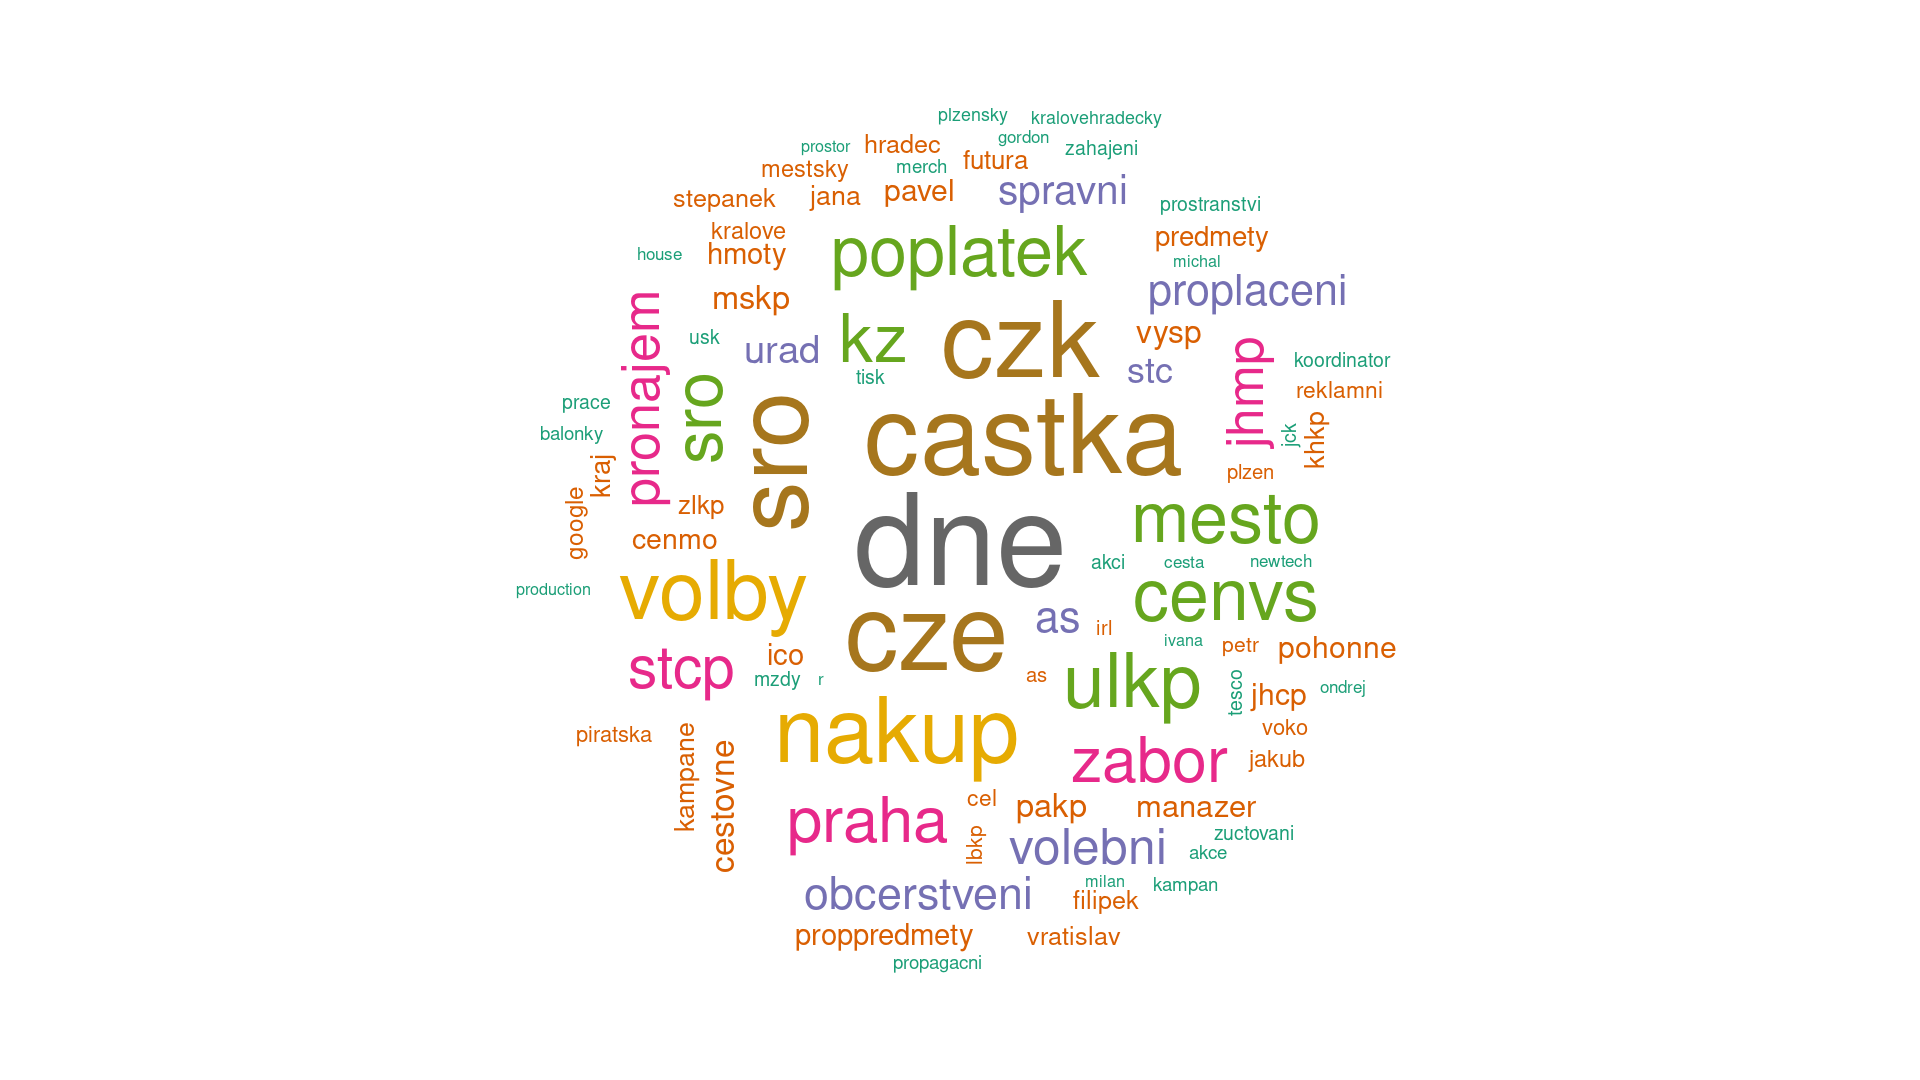 plzensky kralovehradecky
prostor hradec gordon zahajeni
mestsky merch futura
stepanek jana pavel spravni
kralove prostranstvi
house hmoty poplatek predmety
michal
mskp proplaceni
usk urad kz czk vysp
tisk stc koordinator
pronajem sro jhmp reklamni
prace
balonky sro castka jck khkp
kraj plzen
google zlkp
cenmo dne mesto
akci cesta newtech
production volby cenvs
cze as irl
ivana petr pohonne
stcp ico
mzdy r as ulkp tesco jhcp ondrej
piratska nakup voko
kampane cestovne zabor jakub
cel pakp manazer
praha lbkp volebni zuctovani
akce
obcerstveni milan kampan
filipek
proppredmety vratislav
propagacni